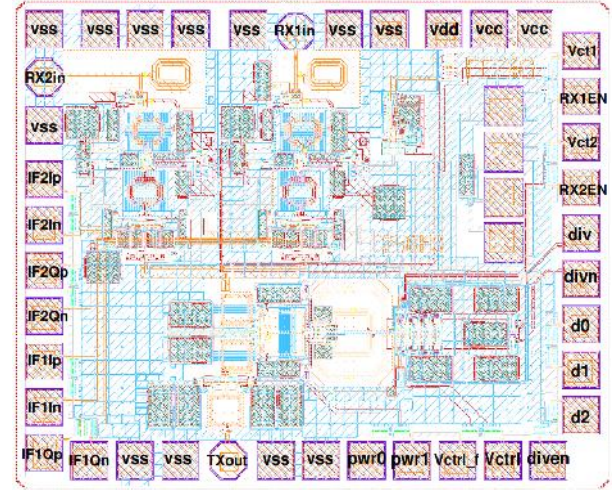 vss vss vss vss vss RX1in vss vss vdd vcc vcc
Vct1
RX2in
RX1EN
vss
Vct2
IF2Ip
RX2EN
IF2In
div
IF2Qp
divn
IF2Qn
d0
IF1Ip
d1
IF1In
d2
IF1Qp IF1Qn vss vss TXout vss vss pwr0 pwr1 Vctrl_f Vctrl diven